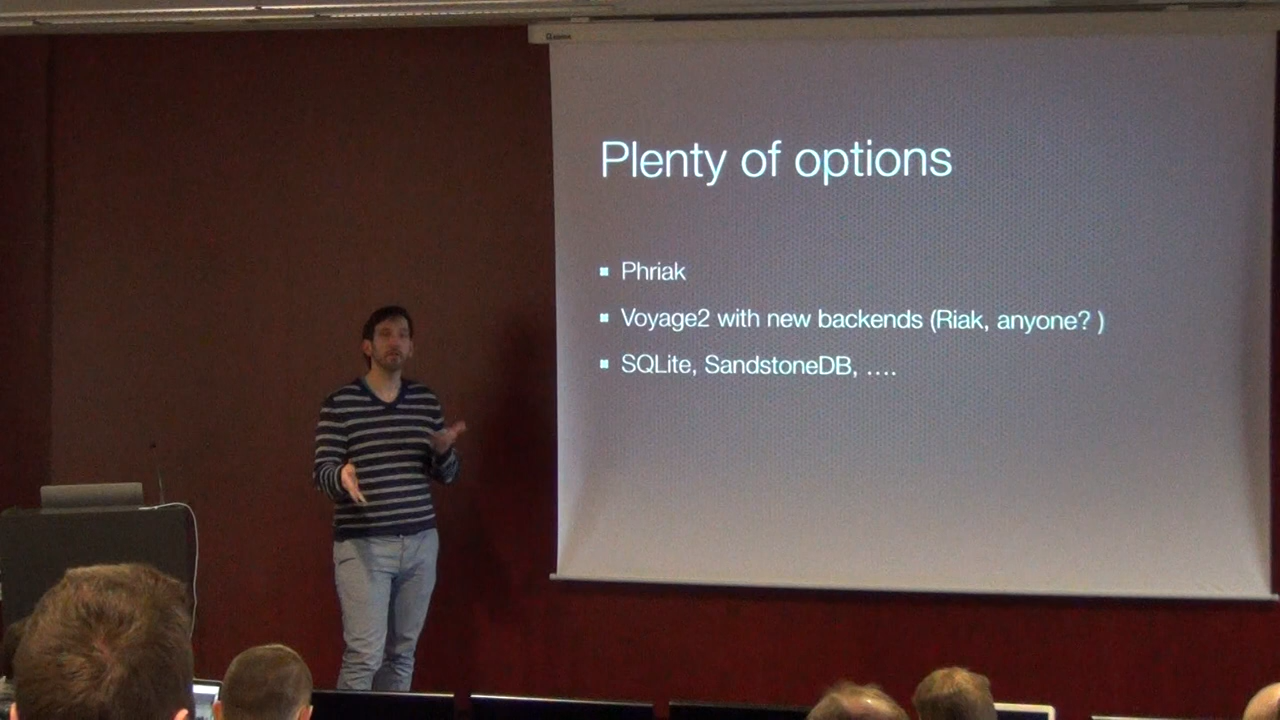 Plenty of options
Phriak
Voyage2 with new backends (Riak, anyone? )
SQLite, SandstoneDB, ....